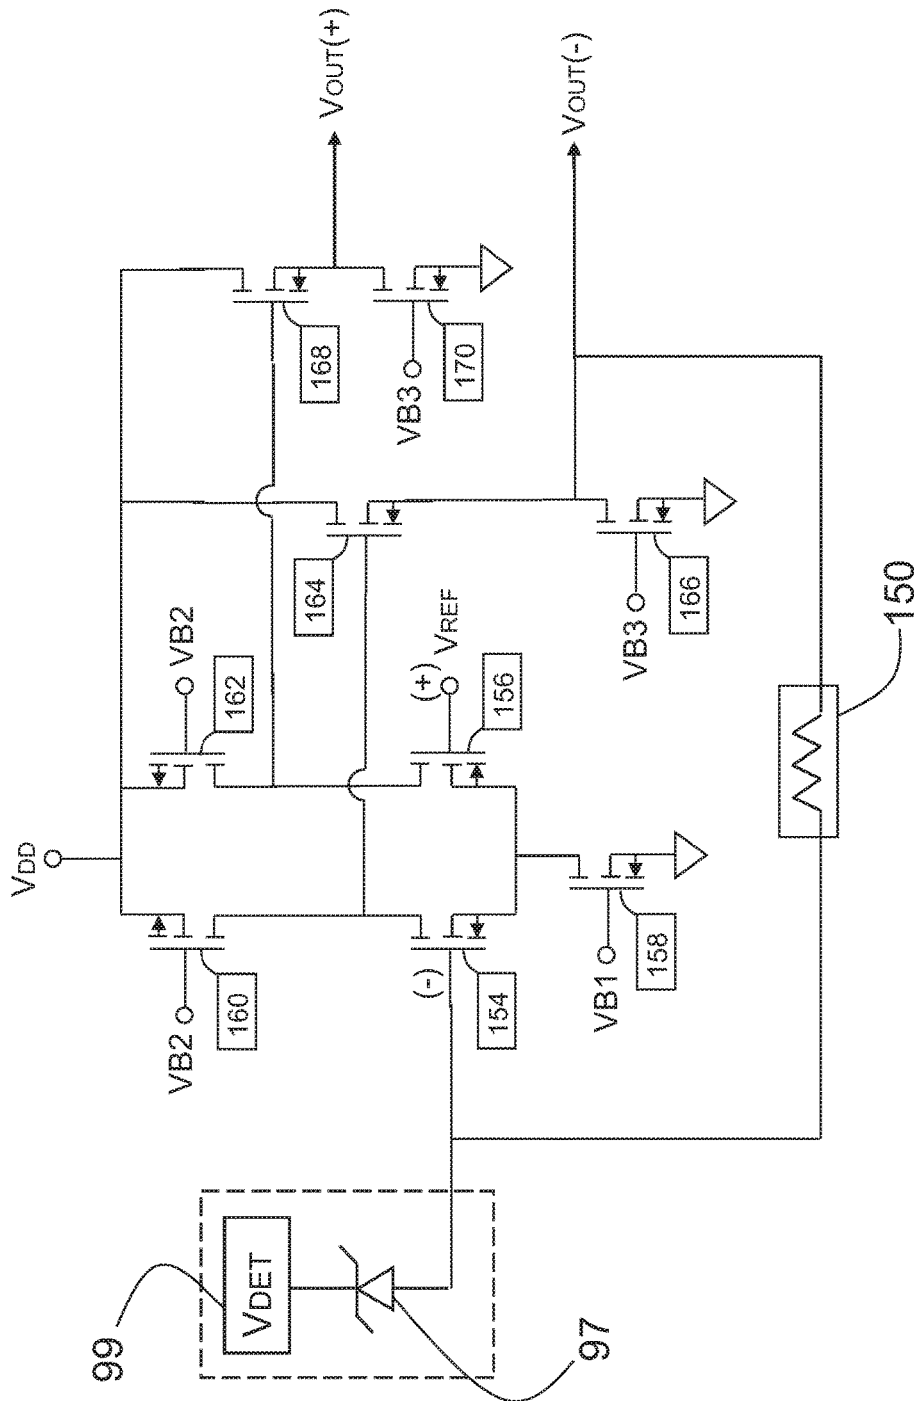 VDD
VB2
VB2
160
162
164
168
VOUT(+)
VB3
170
VOUT(-)
(-)
154
(+)
VREF
156
VB1
158
VB3
166
150
99
VDET
97